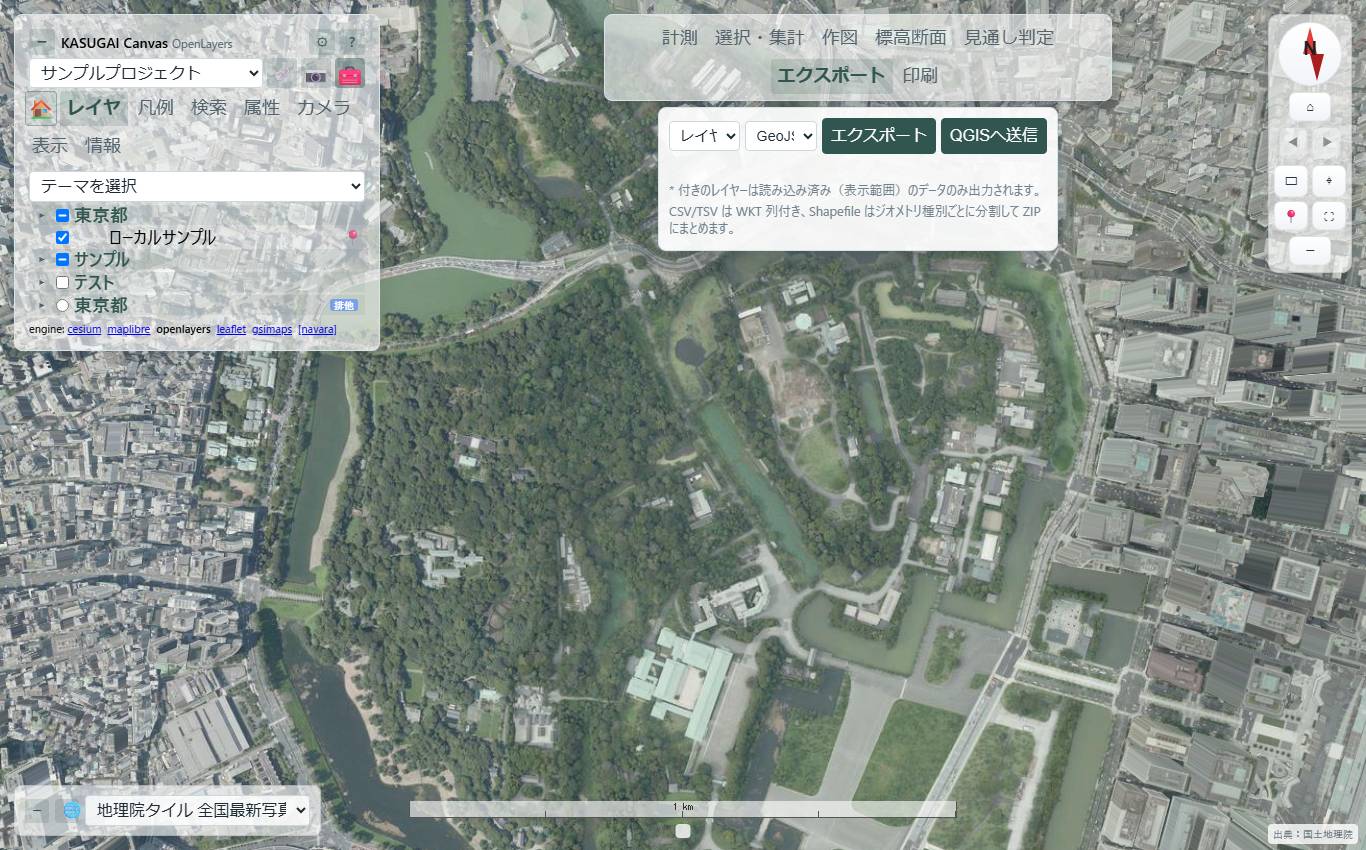 − KASUGAI Canvas OpenLayers ⚙ ?
サンプルプロジェクト
レイヤ 凡例 検索 属性 カメラ
表示 情報
テーマを選択
東京都
ローカルサンプル
サンプル
テスト
東京都 排他
engine: cesium maplibre openlayers leaflet gsimaps [navara]
計測 選択・集計 作図 標高断面 見通し判定
エクスポート 印刷
レイヤ GeoJS エクスポート QGISへ送信
* 付きのレイヤーは読み込み済み（表示範囲）のデータのみ出力されます。
CSV/TSV は WKT 列付き、Shapefile はジオメトリ種別ごとに分割して ZIP
にまとめます。
N
1 km
− 地理院タイル 全国最新写真
出典：国土地理院